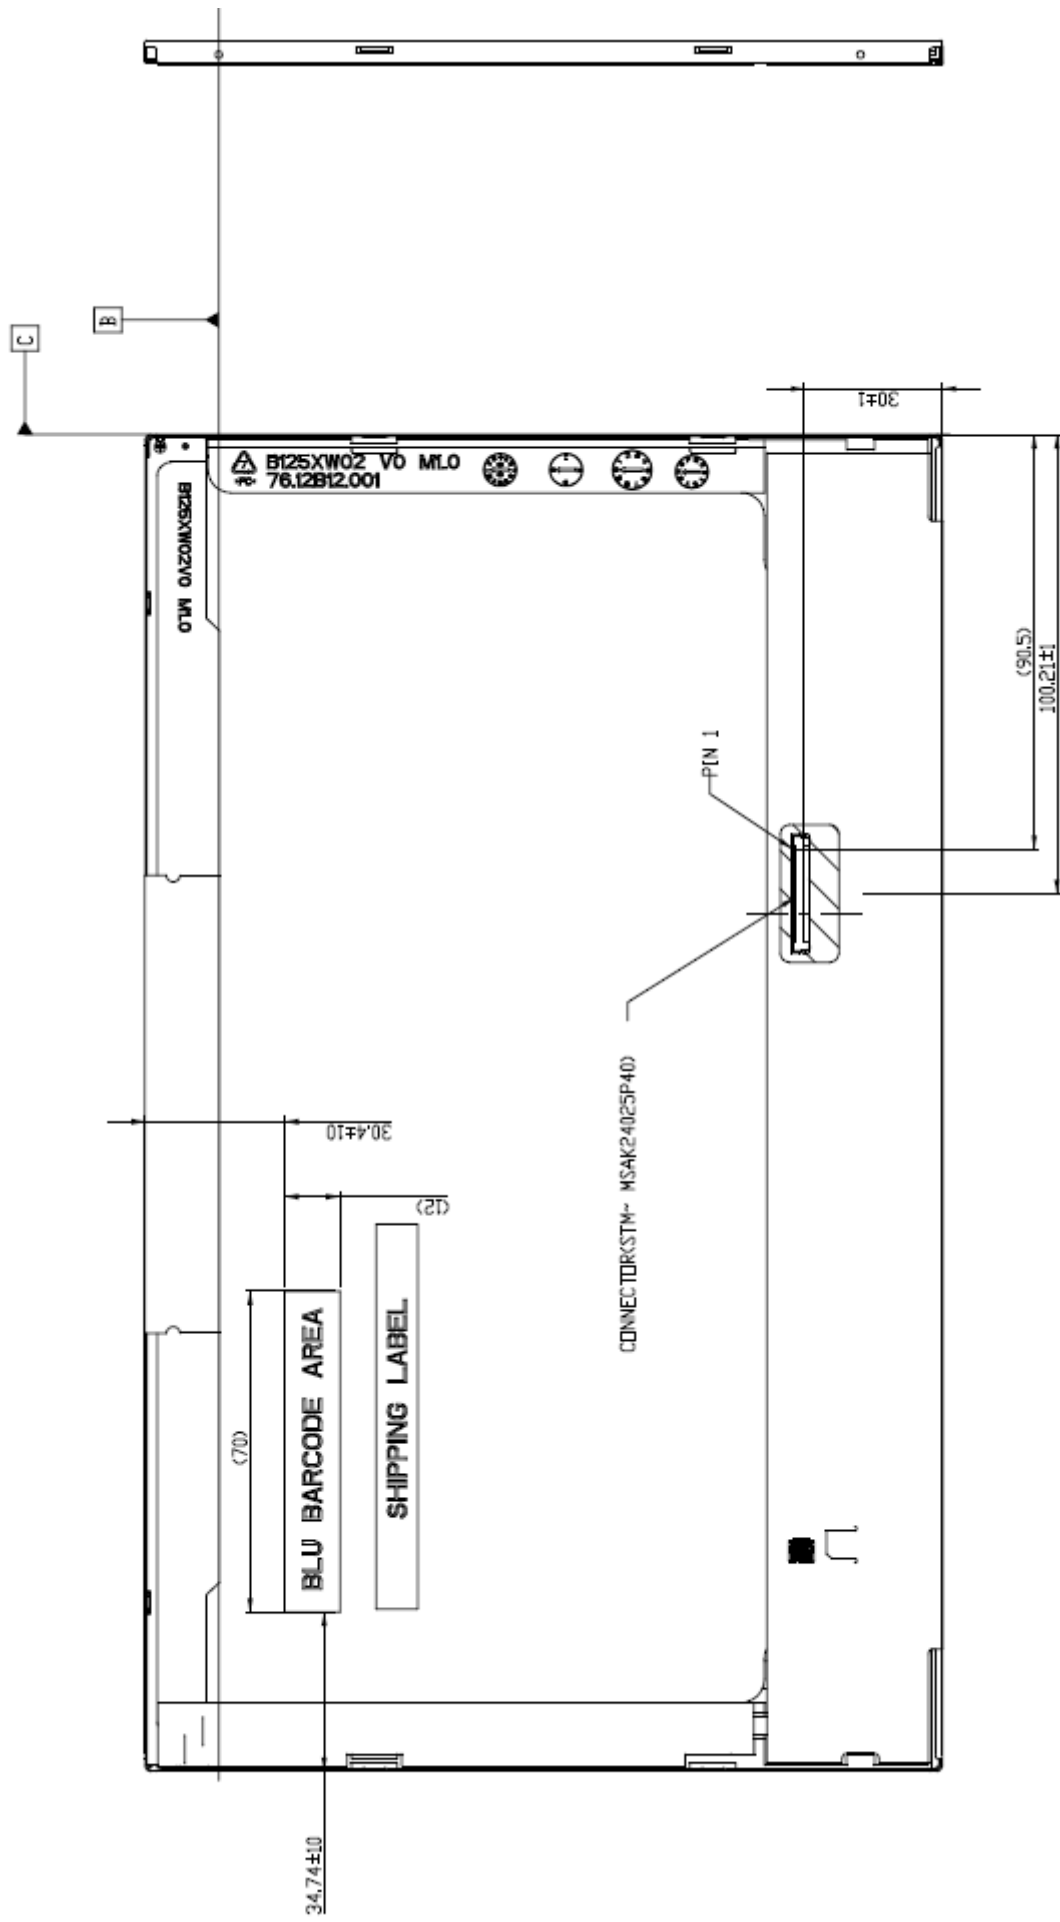 C
B
B125XW02 V0 M1.0
76.12B12.001
B125XW02V0 M1.0
30±1
(90.5)
100.21±1
PIN 1
CONNECTOR(STM~ MSAK24025P40)
30.4±10
(12)
(70)
BLU BARCODE AREA
SHIPPING LABEL
34.74±10